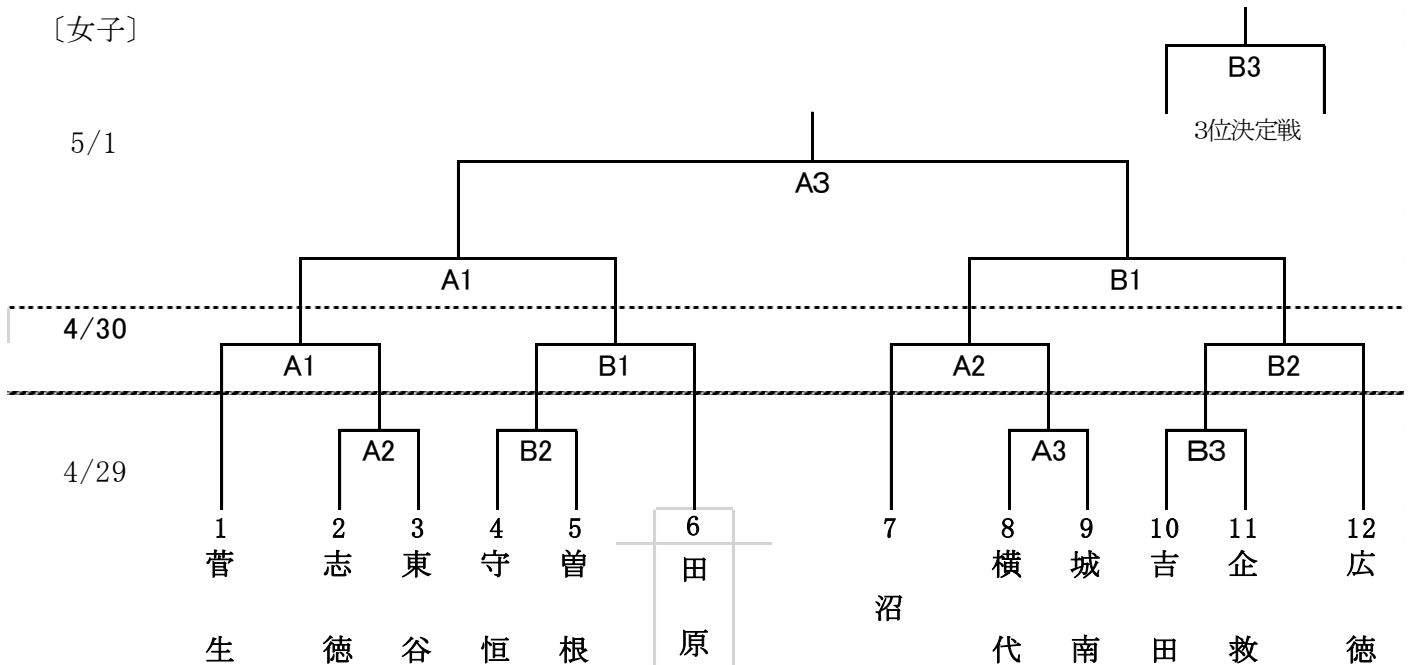 〔女子〕
B3
3位決定戦
5/1
A3
A1
B1
4/30
A1
B1
A2
B2
4/29
A2
B2
A3
B3
1
2
3
4
5
6
7
8
9
10
11
12
菅生
志徳
東谷
守恒
曽根
田原
沼
横代
城南
吉田
企救
広徳